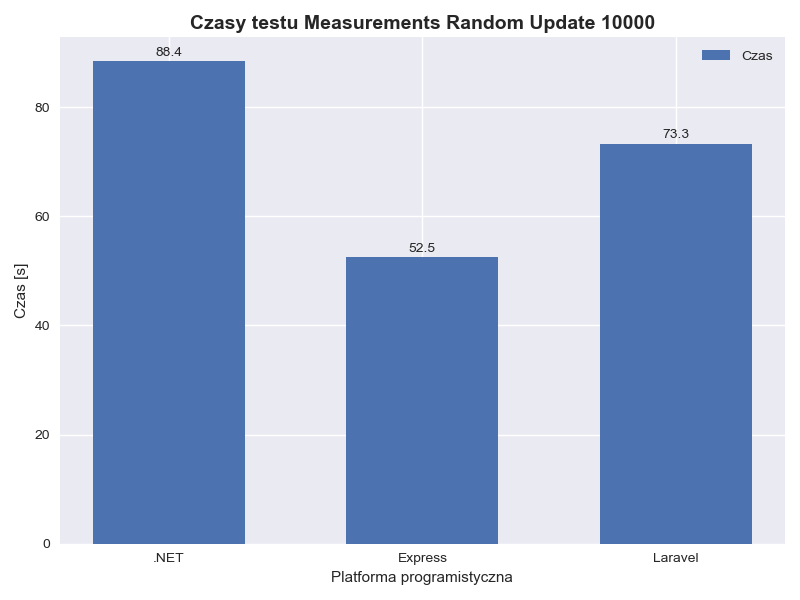 Czasy testu Measurements Random Update 10000
Czas
88.4
52.5
73.3
80
60
40
20
0
Czas [s]
.NET
Express
Laravel
Platforma programistyczna